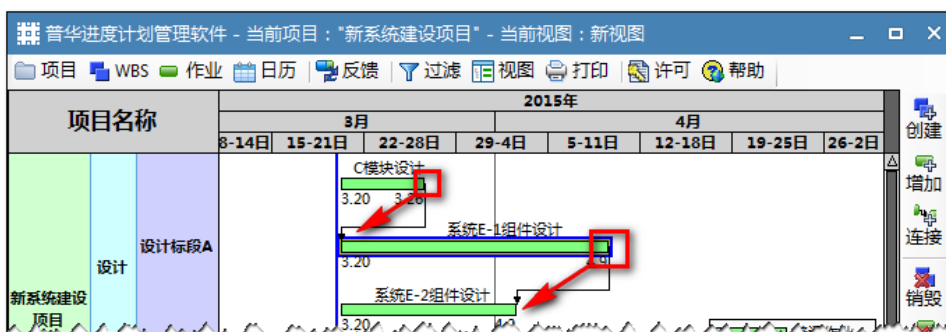 普华进度计划管理软件 - 当前项目："新系统建设项目" - 当前视图：新视图
项目 WBS 作业 日历 反馈 过滤 视图 打印 许可 帮助
项目名称
2015年
3月 4月
8-14日 15-21日 22-28日 29-4日 5-11日 12-18日 19-25日 26-2日
创建
增加
连接
销毁
C模块设计
3.20 3.26
系统E-1组件设计
3.20 4.9
系统E-2组件设计
3.20
设计标段A
设计
新系统建设
项目